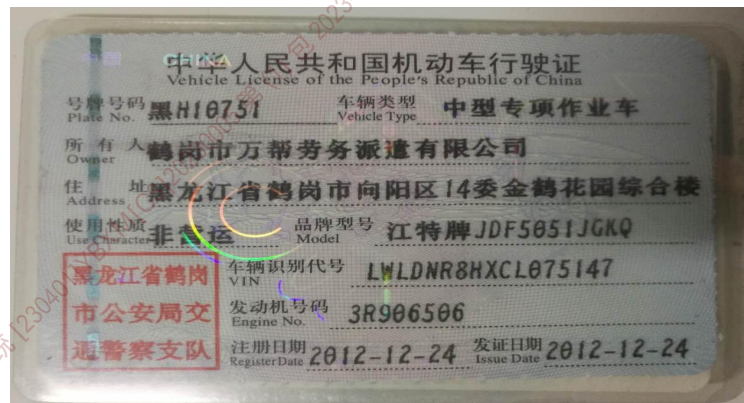 中华人民共和国机动车行驶证
Vehicle License of the People's Republic of China
号牌号码 黑H10751 车辆类型 中型专项作业车
Plate No. Vehicle Type
所有人 鹤岗市万帮劳务派遣有限公司
Owner
住址 黑龙江省鹤岗市向阳区14委金鹤花园综合楼
Address
使用性质 非营运 品牌型号 江特牌JDF5051JGKQ
Use Character Model
车辆识别代号 LWLDNR8HXCL075147
VIN
发动机号码 3R906506
Engine No.
注册日期 2012-12-24 发证日期 2012-12-24
Register Date Issue Date
黑龙江省鹤岗
市公安局交
通警察支队
CHINA